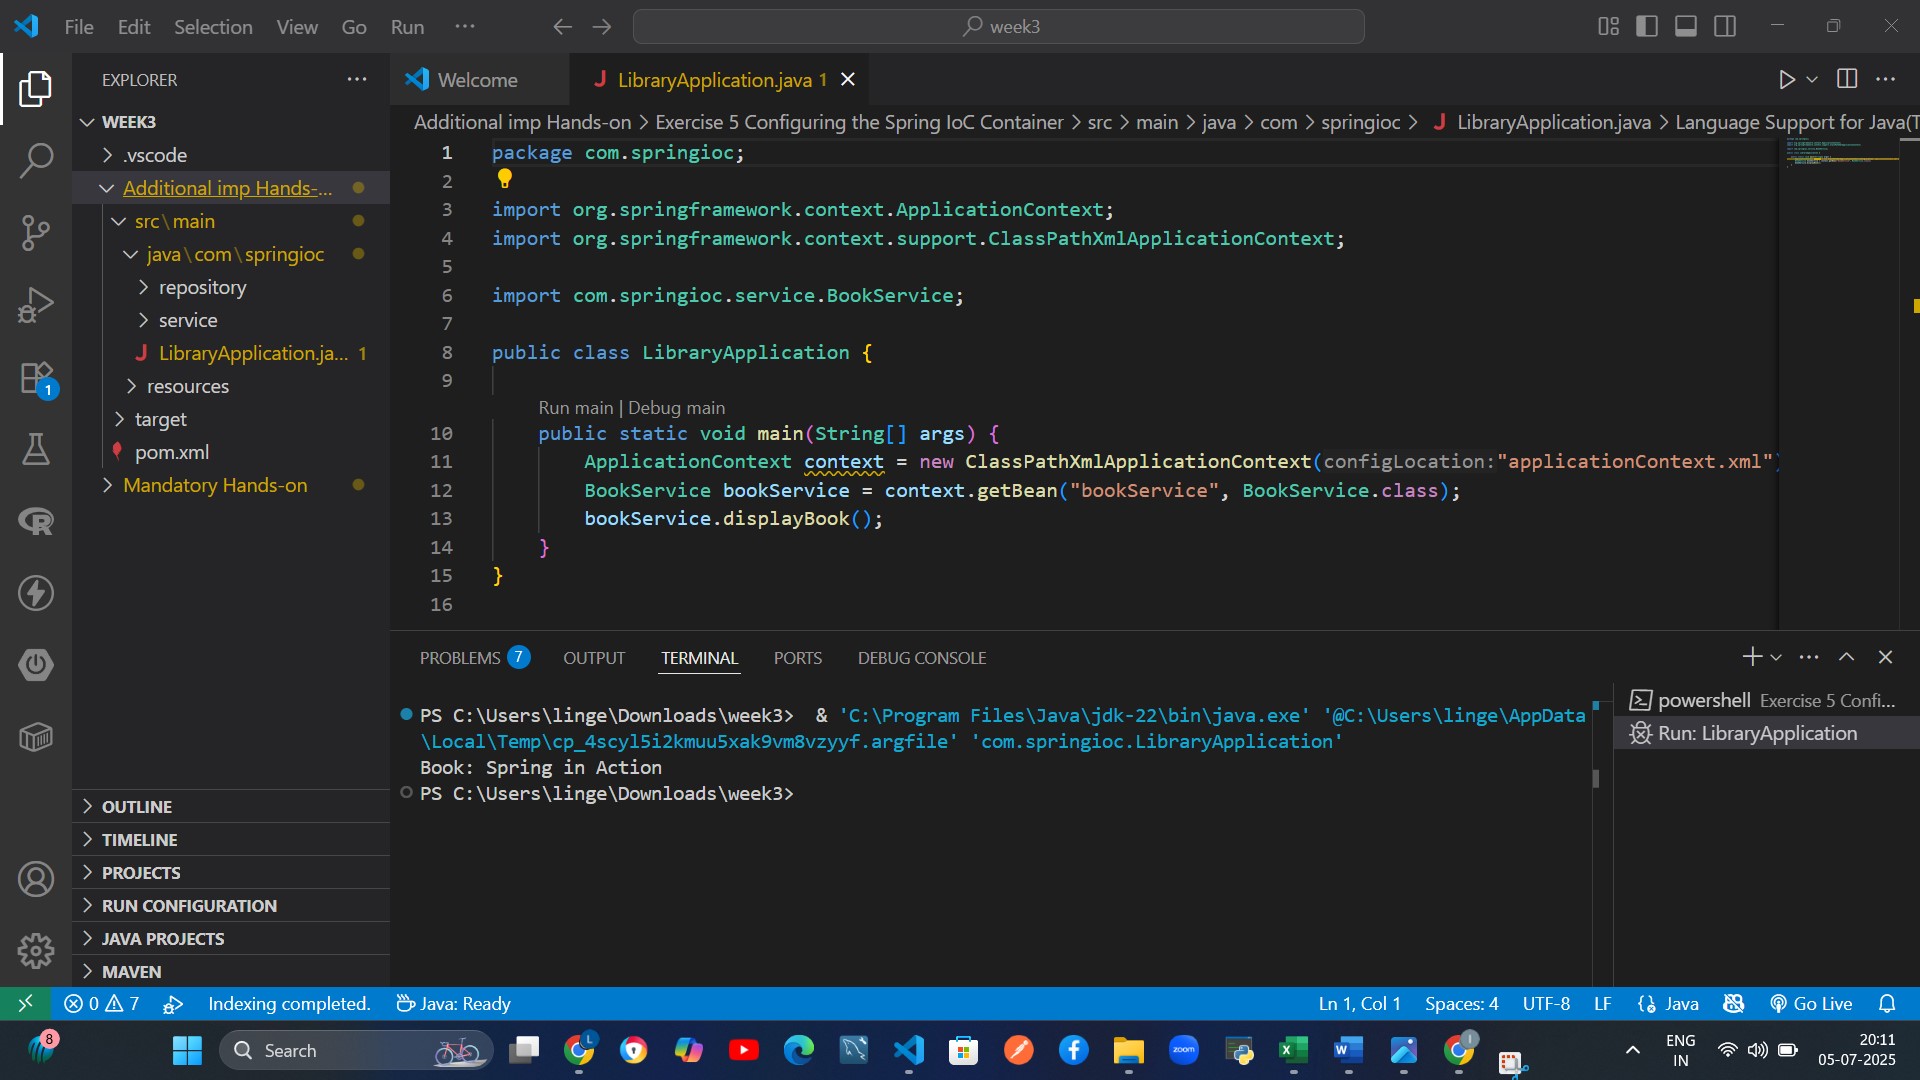 File Edit Selection View Go Run ··· week3
EXPLORER ···
WEEK3
.vscode
Additional imp Hands-...
src\main
java\com\springioc
repository
service
J LibraryApplication.ja... 1
resources
target
pom.xml
Mandatory Hands-on
OUTLINE
TIMELINE
PROJECTS
RUN CONFIGURATION
JAVA PROJECTS
MAVEN
1
Welcome J LibraryApplication.java 1
Additional imp Hands-on > Exercise 5 Configuring the Spring IoC Container > src > main > java > com > springioc > J LibraryApplication.java > Language Support for Java(T
1 package com.springioc;
2
3 import org.springframework.context.ApplicationContext;
4 import org.springframework.context.support.ClassPathXmlApplicationContext;
5
6 import com.springioc.service.BookService;
7
8 public class LibraryApplication {
9
Run main | Debug main
10 public static void main(String[] args) {
11 ApplicationContext context = new ClassPathXmlApplicationContext(configLocation:"applicationContext.xml")
12 BookService bookService = context.getBean("bookService", BookService.class);
13 bookService.displayBook();
14 }
15 }
16
PROBLEMS 7 OUTPUT TERMINAL PORTS DEBUG CONSOLE
PS C:\Users\linge\Downloads\week3> & 'C:\Program Files\Java\jdk-22\bin\java.exe' '@C:\Users\linge\AppData
\Local\Temp\cp_4scyl5i2kmuu5xak9vm8vzyyf.argfile' 'com.springioc.LibraryApplication'
Book: Spring in Action
PS C:\Users\linge\Downloads\week3>
powershell Exercise 5 Confi...
Run: LibraryApplication
0 7 Indexing completed. Java: Ready Ln 1, Col 1 Spaces: 4 UTF-8 LF {} Java Go Live
8 Search L zoom I ENG 20:11
IN 05-07-2025